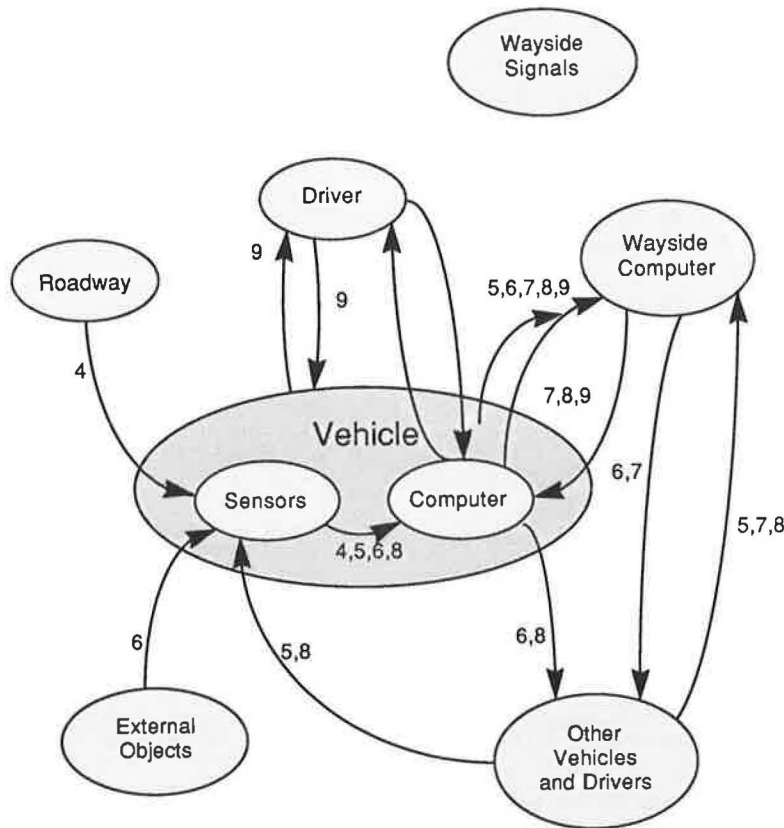 Wayside
Signals
Driver
Wayside
Computer
Roadway
9
9
5,6,7,8,9
4
7,8,9
Vehicle
6,7
Sensors
Computer
5,7,8
4,5,6,8
6
5,8
6,8
External
Objects
Other
Vehicles
and Drivers